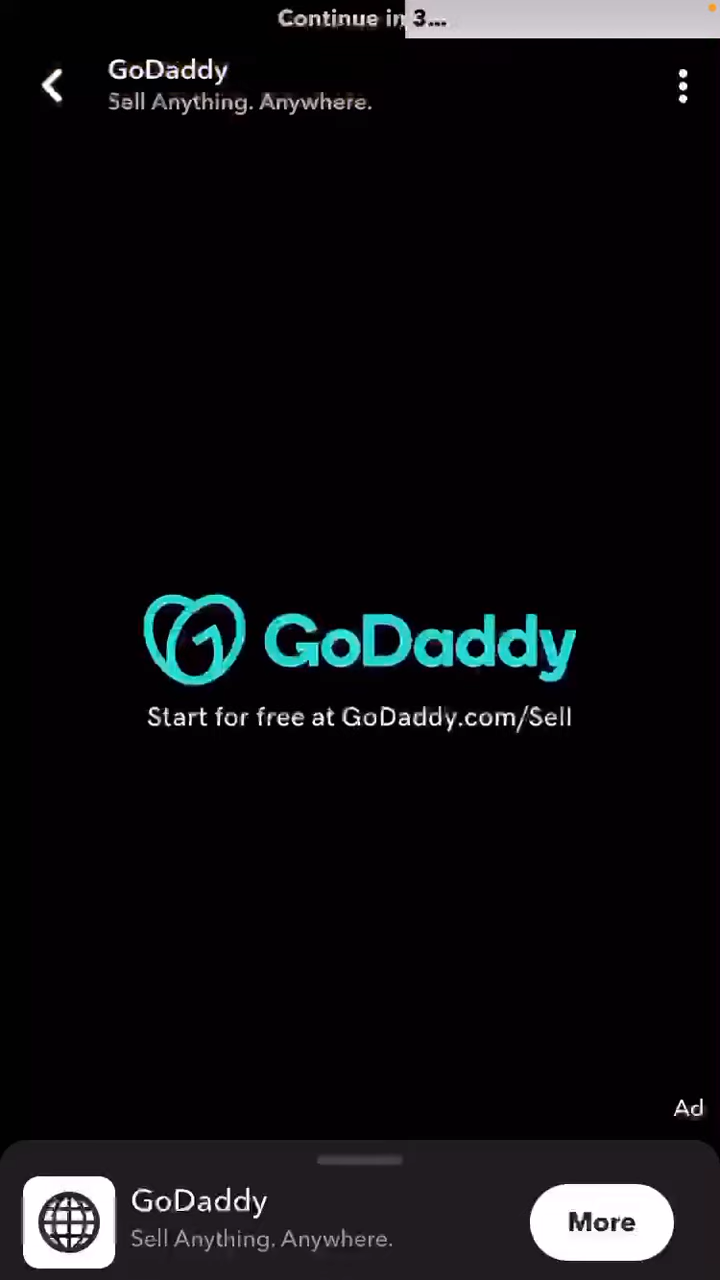 Continue in 3...
GoDaddy
Sell Anything. Anywhere.
GoDaddy
Start for free at GoDaddy.com/Sell
Ad
GoDaddy
Sell Anything. Anywhere.
More